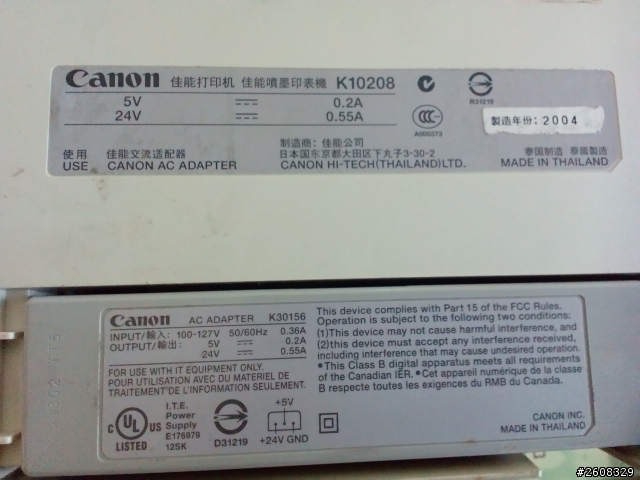 Canon 佳能打印机 佳能噴墨印表機 K10208
5V 0.2A
24V 0.55A
R31219
CCC
A000373
製造年份:2004
使用 佳能交流适配器
USE CANON AC ADAPTER
制造商:佳能公司
日本国东京都大田区下丸子3-30-2
CANON HI-TECH(THAILAND)LTD.
泰国制造 泰國製造
MADE IN THAILAND
Canon AC ADAPTER K30156
INPUT/輸入: 100-127V 50/60Hz 0.36A
OUTPUT/輸出: 5V 0.2A
24V 0.55A
FOR USE WITH IT EQUIPMENT ONLY.
POUR UTILISATION AVEC DU MATERIEL DE
TRAITEMENT DE L'INFORMATION SEULEMENT.
c UL US
LISTED
I.T.E.
Power
Supply
E176979
12SK
D31219
+5V
+24V GND
This device complies with Part 15 of the FCC Rules.
Operation is subject to the following two conditions:
(1)This device may not cause harmful interference, and
(2)this device must accept any interference received,
including interference that may cause undesired operation.
•This Class B digital apparatus meets all requirements
of the Canadian IER. •Cet appareil numérique de la classe
B respecte toutes les exigences du RMB du Canada.
CANON INC.
MADE IN THAILAND
#2608329